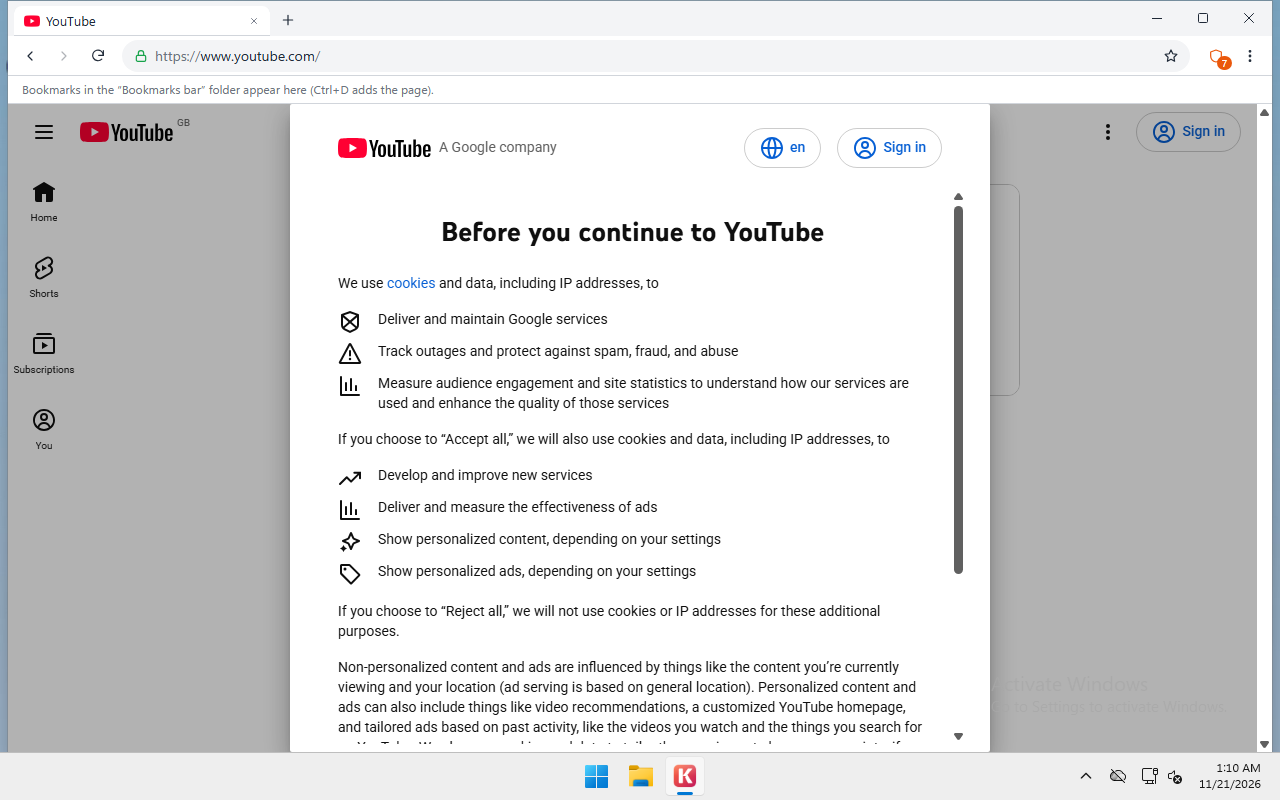 YouTube
https://www.youtube.com/
7
Bookmarks in the "Bookmarks bar" folder appear here (Ctrl+D adds the page).
YouTube GB
Sign in
YouTube A Google company
en
Sign in
Home
Shorts
Subscriptions
You
Before you continue to YouTube
We use cookies and data, including IP addresses, to
Deliver and maintain Google services
Track outages and protect against spam, fraud, and abuse
Measure audience engagement and site statistics to understand how our services are
used and enhance the quality of those services
If you choose to “Accept all,” we will also use cookies and data, including IP addresses, to
Develop and improve new services
Deliver and measure the effectiveness of ads
Show personalized content, depending on your settings
Show personalized ads, depending on your settings
If you choose to “Reject all,” we will not use cookies or IP addresses for these additional
purposes.
Non-personalized content and ads are influenced by things like the content you’re currently
viewing and your location (ad serving is based on general location). Personalized content and
ads can also include things like video recommendations, a customized YouTube homepage,
and tailored ads based on past activity, like the videos you watch and the things you search for
Activate Windows
Go to Settings to activate Windows.
K
1:10 AM
11/21/2026